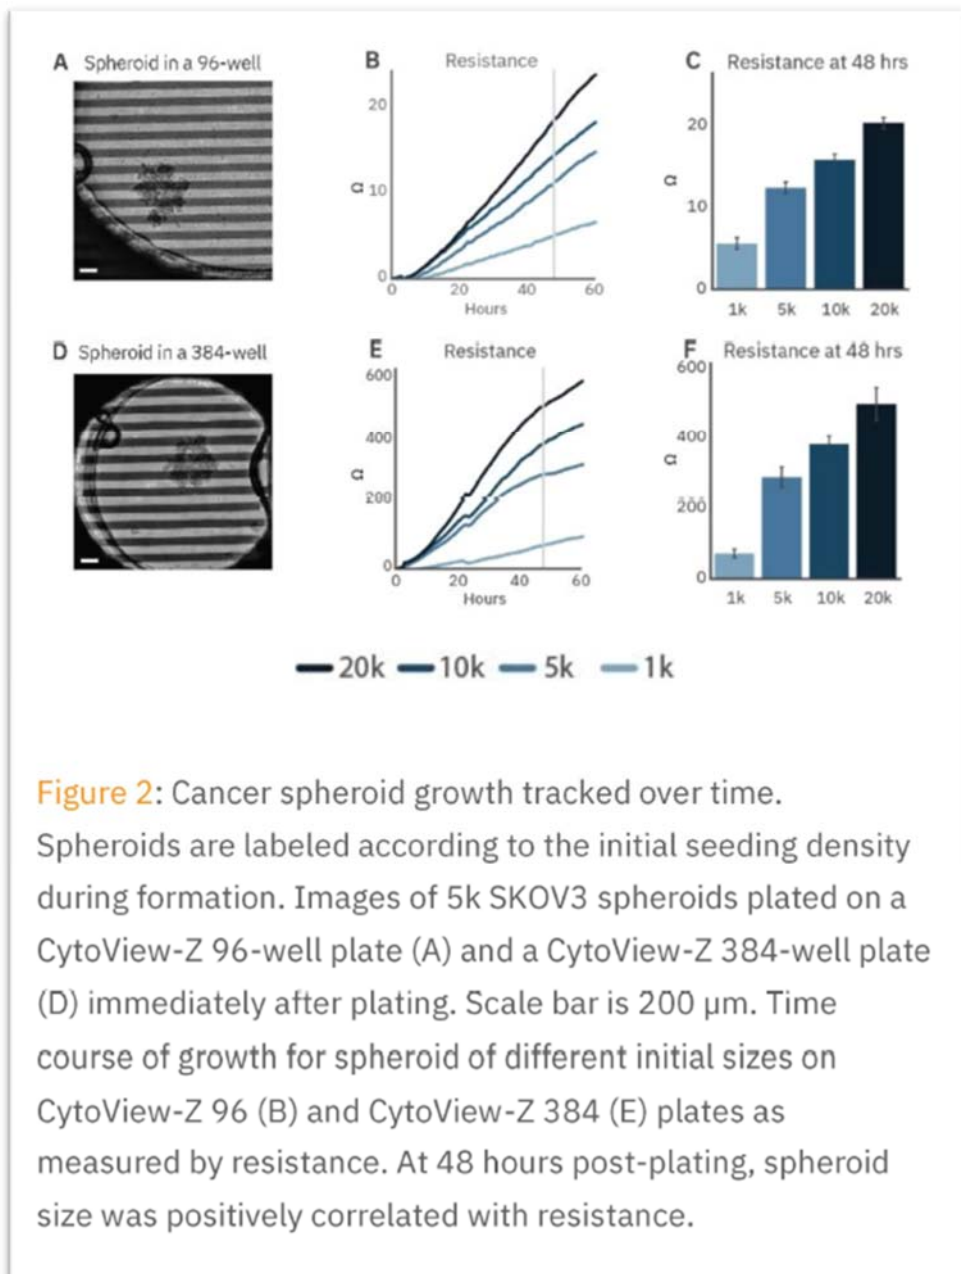 A Spheroid in a 96-well
B Resistance
20
10
0
Ω
0 20 40 60
Hours
C Resistance at 48 hrs
20
10
0
Ω
1k 5k 10k 20k
D Spheroid in a 384-well
E Resistance
600
400
200
0
Ω
0 20 40 60
Hours
F Resistance at 48 hrs
600
400
200
0
Ω
1k 5k 10k 20k
20k 10k 5k 1k
Figure 2: Cancer spheroid growth tracked over time.
Spheroids are labeled according to the initial seeding density
during formation. Images of 5k SKOV3 spheroids plated on a
CytoView-Z 96-well plate (A) and a CytoView-Z 384-well plate
(D) immediately after plating. Scale bar is 200 µm. Time
course of growth for spheroid of different initial sizes on
CytoView-Z 96 (B) and CytoView-Z 384 (E) plates as
measured by resistance. At 48 hours post-plating, spheroid
size was positively correlated with resistance.